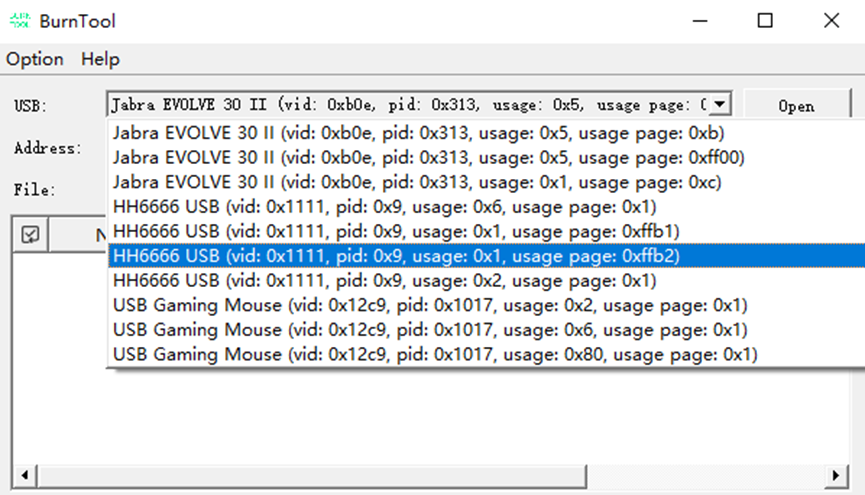 BurnTool
Option Help
USB: Jabra EVOLVE 30 II (vid: 0xb0e, pid: 0x313, usage: 0x5, usage page: Open
Jabra EVOLVE 30 II (vid: 0xb0e, pid: 0x313, usage: 0x5, usage page: 0xb)
Address:
Jabra EVOLVE 30 II (vid: 0xb0e, pid: 0x313, usage: 0x5, usage page: 0xff00)
File:
Jabra EVOLVE 30 II (vid: 0xb0e, pid: 0x313, usage: 0x1, usage page: 0xc)
HH6666 USB (vid: 0x1111, pid: 0x9, usage: 0x6, usage page: 0x1)
HH6666 USB (vid: 0x1111, pid: 0x9, usage: 0x1, usage page: 0xffb1)
HH6666 USB (vid: 0x1111, pid: 0x9, usage: 0x1, usage page: 0xffb2)
HH6666 USB (vid: 0x1111, pid: 0x9, usage: 0x2, usage page: 0x1)
USB Gaming Mouse (vid: 0x12c9, pid: 0x1017, usage: 0x2, usage page: 0x1)
USB Gaming Mouse (vid: 0x12c9, pid: 0x1017, usage: 0x6, usage page: 0x1)
USB Gaming Mouse (vid: 0x12c9, pid: 0x1017, usage: 0x80, usage page: 0x1)